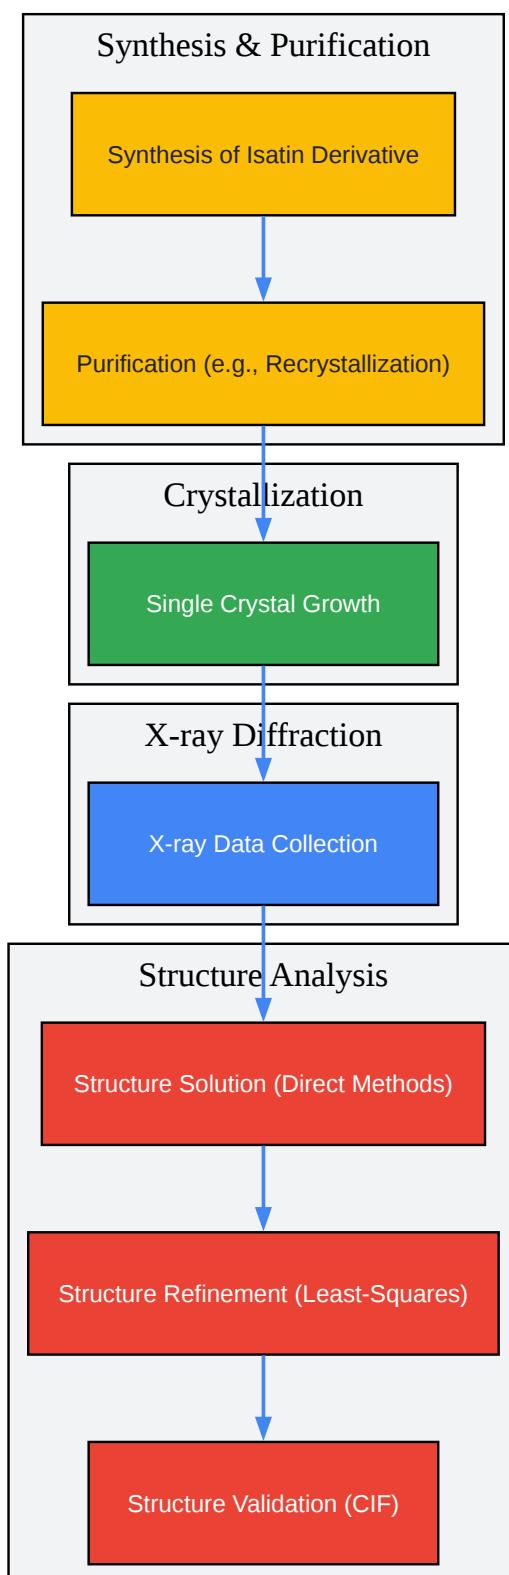 Synthesis & Purification
Synthesis of Isatin Derivative
Purification (e.g., Recrystallization)
Crystallization
Single Crystal Growth
X-ray Diffraction
X-ray Data Collection
Structure Analysis
Structure Solution (Direct Methods)
Structure Refinement (Least-Squares)
Structure Validation (CIF)